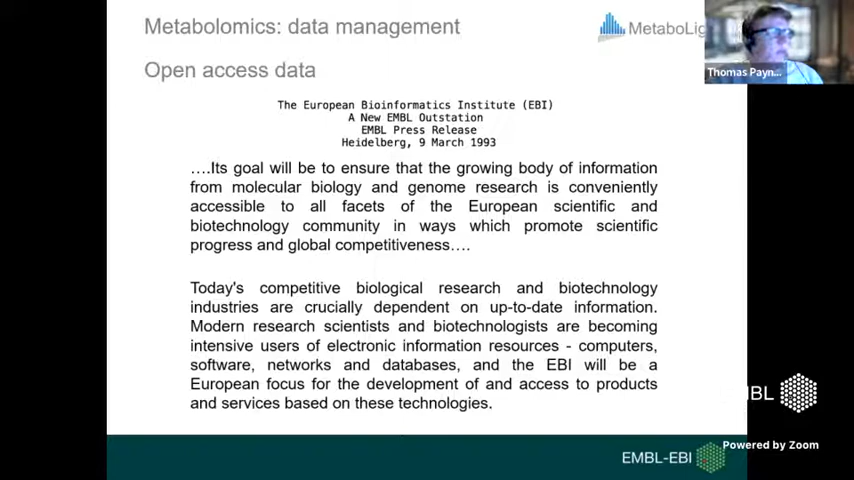 Metabolomics: data management
MetaboLig
Thomas Payn...
Open access data
The European Bioinformatics Institute (EBI)
A New EMBL Outstation
EMBL Press Release
Heidelberg, 9 March 1993
….Its goal will be to ensure that the growing body of information
from molecular biology and genome research is conveniently
accessible to all facets of the European scientific and
biotechnology community in ways which promote scientific
progress and global competitiveness….
Today's competitive biological research and biotechnology
industries are crucially dependent on up-to-date information.
Modern research scientists and biotechnologists are becoming
intensive users of electronic information resources - computers,
software, networks and databases, and the EBI will be a
European focus for the development of and access to products
and services based on these technologies.
MBL
Powered by Zoom
EMBL-EBI